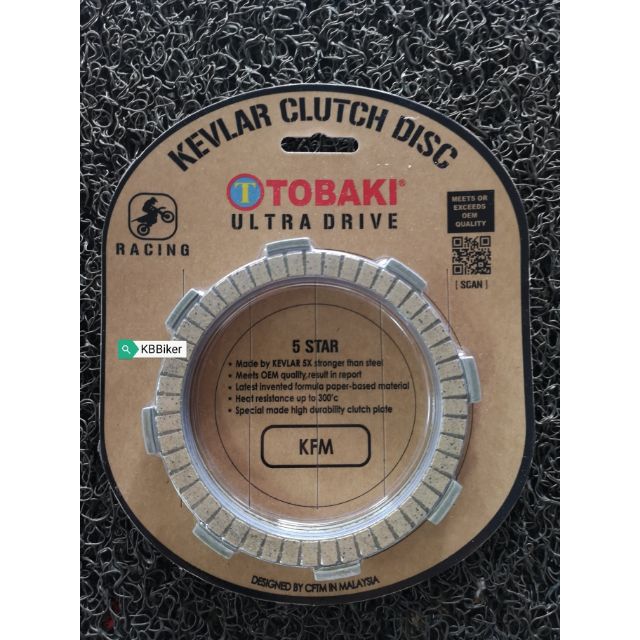 KEVLAR CLUTCH DISC
T TOBAKI®
ULTRA DRIVE
RACING
MEETS OR
EXCEEDS
OEM
QUALITY
[ SCAN ]
KBBiker
5 STAR
• Made by KEVLAR 5X stronger than steel
• Meets OEM quality,result in report
• Latest invented formula paper-based material
• Heat resistance up to 300'c
• Special made high durability clutch plate
KFM
DESIGNED BY CFTM IN MALAYSIA